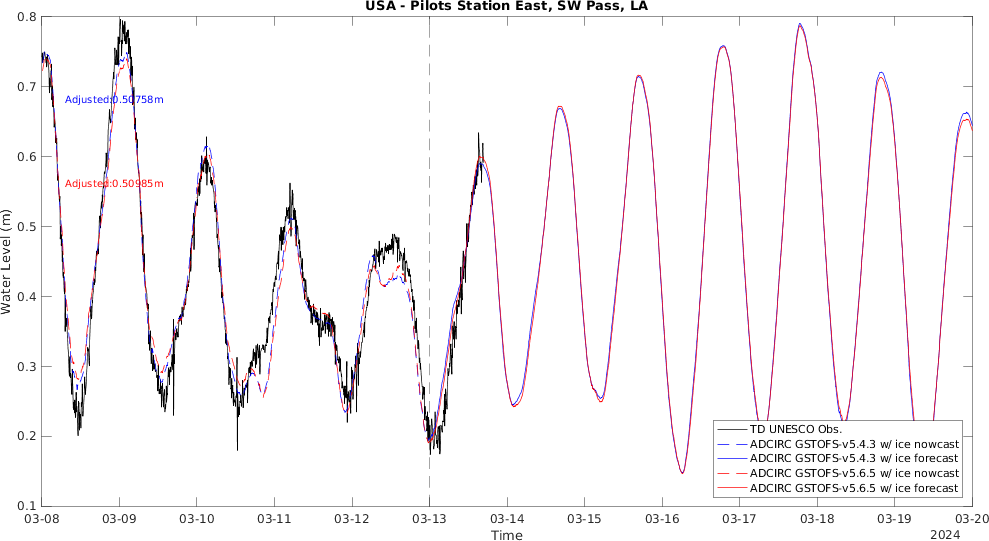 USA - Pilots Station East, SW Pass, LA
0.8
0.7
0.6
0.5
0.4
0.3
0.2
0.1
Water Level (m)
Adjusted:0.50758m
Adjusted:0.50985m
TD UNESCO Obs.
ADCIRC GSTOFS-v5.4.3 w/ ice nowcast
ADCIRC GSTOFS-v5.4.3 w/ ice forecast
ADCIRC GSTOFS-v5.6.5 w/ ice nowcast
ADCIRC GSTOFS-v5.6.5 w/ ice forecast
03-08 03-09 03-10 03-11 03-12 03-13 03-14 03-15 03-16 03-17 03-18 03-19 03-20
Time
2024